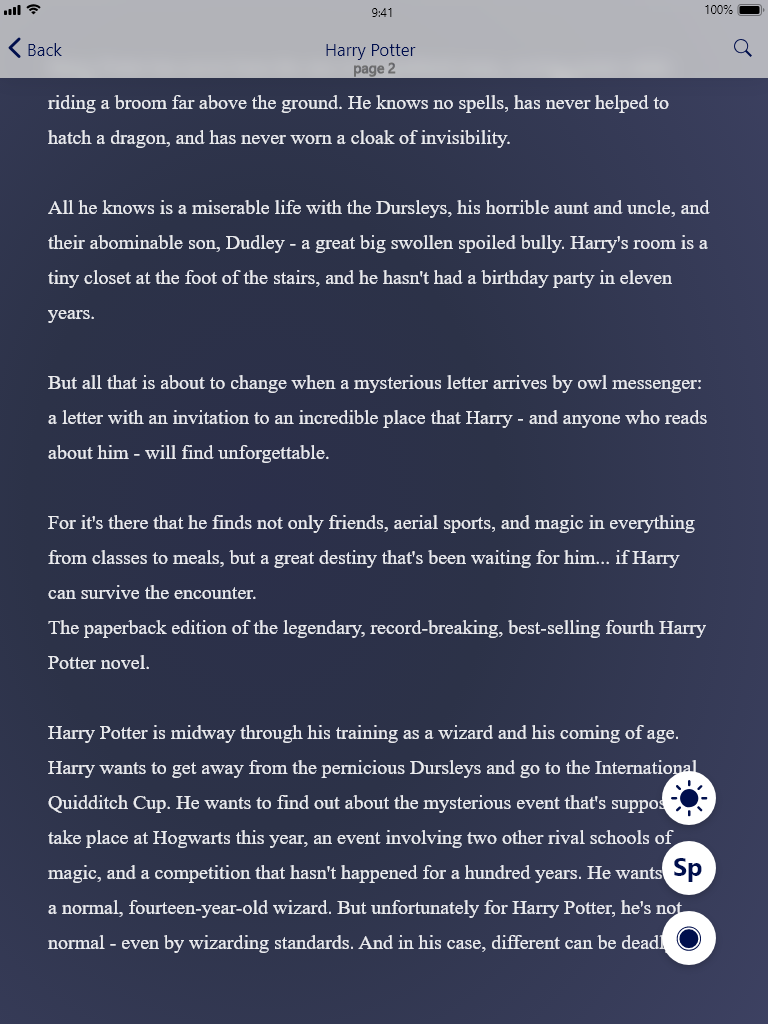 9:41
100%
Back
Harry Potter
page 2
riding a broom far above the ground. He knows no spells, has never helped to
hatch a dragon, and has never worn a cloak of invisibility.
All he knows is a miserable life with the Dursleys, his horrible aunt and uncle, and
their abominable son, Dudley - a great big swollen spoiled bully. Harry's room is a
tiny closet at the foot of the stairs, and he hasn't had a birthday party in eleven
years.
But all that is about to change when a mysterious letter arrives by owl messenger:
a letter with an invitation to an incredible place that Harry - and anyone who reads
about him - will find unforgettable.
For it's there that he finds not only friends, aerial sports, and magic in everything
from classes to meals, but a great destiny that's been waiting for him... if Harry
can survive the encounter.
The paperback edition of the legendary, record-breaking, best-selling fourth Harry
Potter novel.
Harry Potter is midway through his training as a wizard and his coming of age.
Harry wants to get away from the pernicious Dursleys and go to the International
Quidditch Cup. He wants to find out about the mysterious event that's
take place at Hogwarts this year, an event involving two other rival schools of
magic, and a competition that hasn't happened for a hundred years. He wants
Sp
a normal, fourteen-year-old wizard. But unfortunately for Harry Potter, he's not
normal - even by wizarding standards. And in his case, different can be